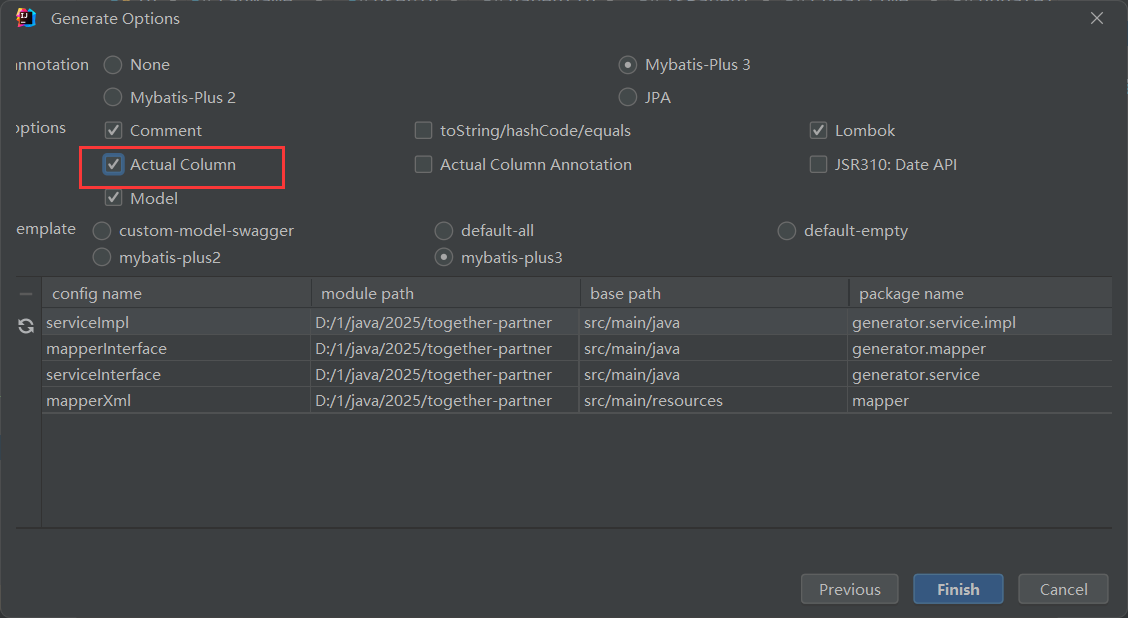 Generate Options
nnotation None Mybatis-Plus 3
Mybatis-Plus 2 JPA
options Comment toString/hashCode/equals Lombok
Actual Column Actual Column Annotation JSR310: Date API
Model
emplate custom-model-swagger default-all default-empty
mybatis-plus2 mybatis-plus3
config name module path base path package name
serviceImpl D:/1/java/2025/together-partner src/main/java generator.service.impl
mapperInterface D:/1/java/2025/together-partner src/main/java generator.mapper
serviceInterface D:/1/java/2025/together-partner src/main/java generator.service
mapperXml D:/1/java/2025/together-partner src/main/resources mapper
Previous Finish Cancel